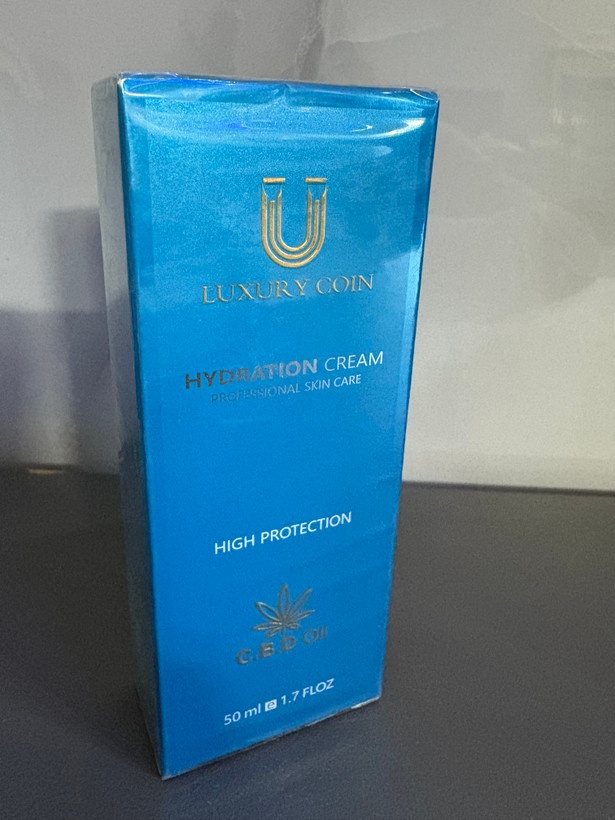 LUXURY COIN
HYDRATION CREAM
PROFESSIONAL SKIN CARE
HIGH PROTECTION
C.B.D Oil
50 ml e 1.7 FLOZ